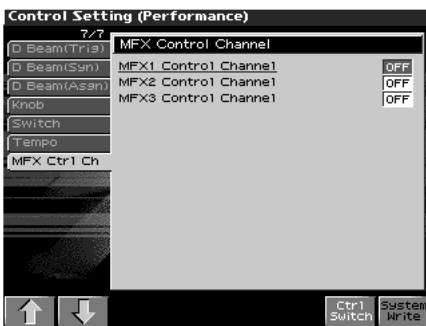 Control Setting (Performance)
7/7
D Beam(Trig)
D Beam(Syn)
D Beam(Asgn)
Knob
Switch
Tempo
MFX Ctrl Ch
MFX Control Channel
MFX1 Control Channel OFF
MFX2 Control Channel OFF
MFX3 Control Channel OFF
Ctrl Switch
System Write